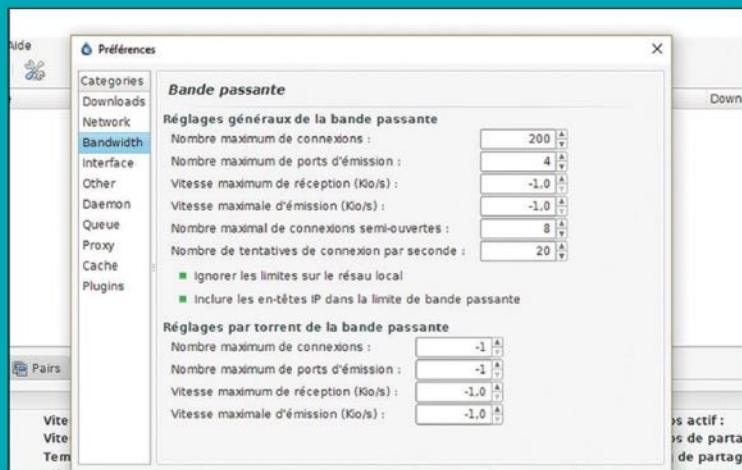 Aide
Préférences
Categories
Downloads
Network
Bandwidth
Interface
Other
Daemon
Queue
Proxy
Cache
Plugins
Bande passante
Réglages généraux de la bande passante
Nombre maximum de connexions : 200
Nombre maximum de ports d'émission : 4
Vitesse maximum de réception (Kio/s) : -1,0
Vitesse maximale d'émission (Kio/s) : -1,0
Nombre maximal de connexions semi-ouvertes : 8
Nombre de tentatives de connexion par seconde : 20
Ignorer les limites sur le résau local
Inclure les en-têtes IP dans la limite de bande passante
Réglages par torrent de la bande passante
Nombre maximum de connexions : -1
Nombre maximum de ports d'émission : -1
Vitesse maximum de réception (Kio/s) : -1,0
Vitesse maximale d'émission (Kio/s) : -1,0
Down
Pairs
Vite
Vite
Tem
ps actif :
ps de parta
de partag